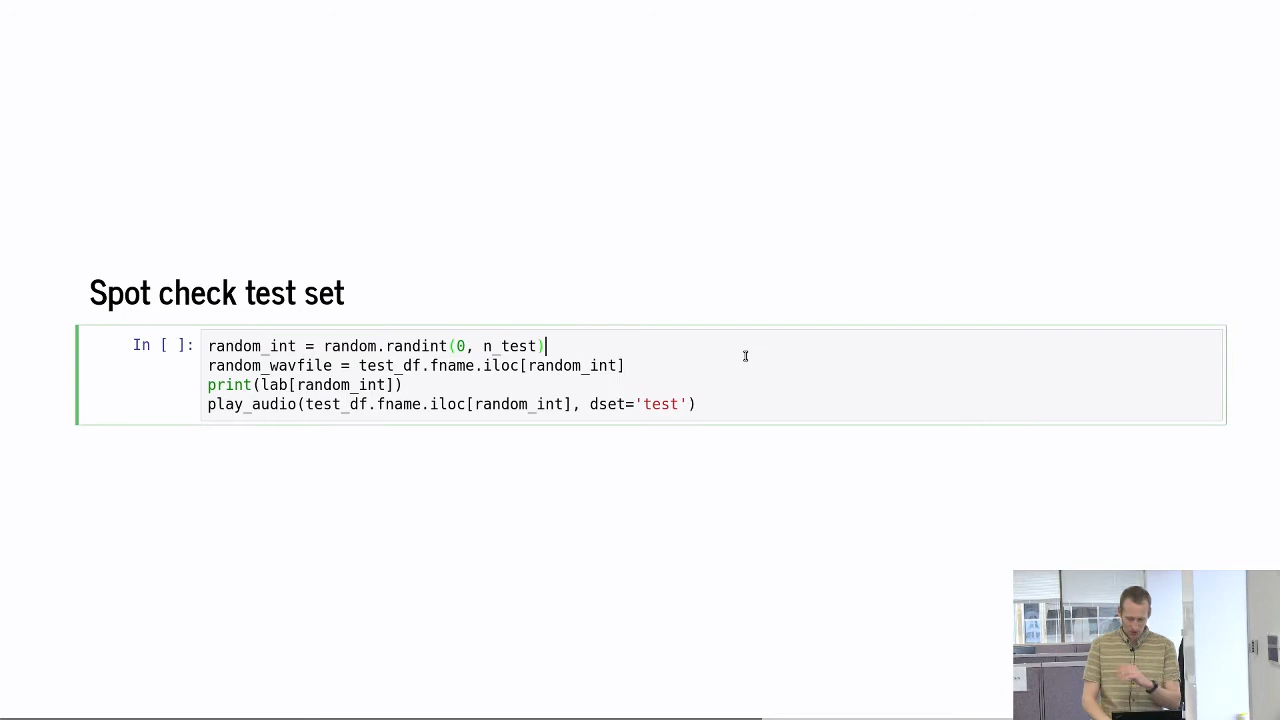 Spot check test set
In [ ]: random_int = random.randint(0, n_test)
random_wavfile = test_df.fname.iloc[random_int]
print(lab[random_int])
play_audio(test_df.fname.iloc[random_int], dset='test')